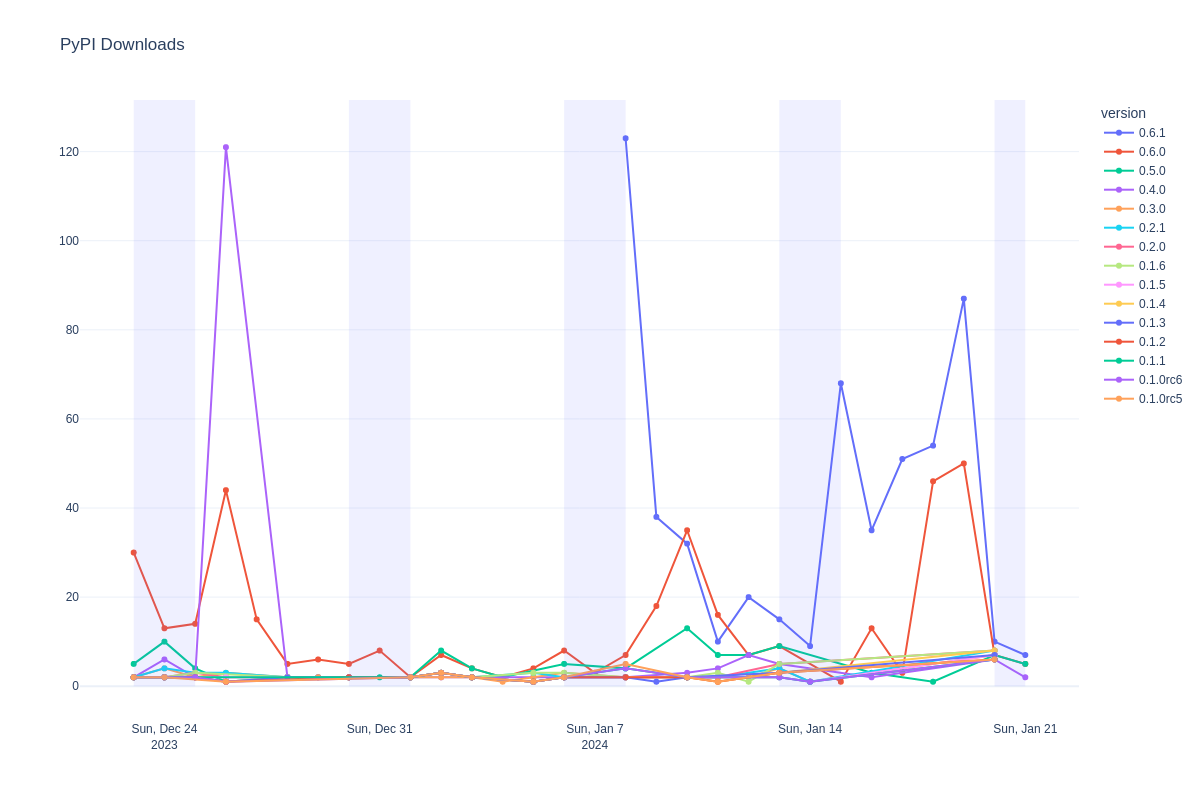 PyPI Downloads
version
0.6.1
0.6.0
0.5.0
0.4.0
0.3.0
0.2.1
0.2.0
0.1.6
0.1.5
0.1.4
0.1.3
0.1.2
0.1.1
0.1.0rc6
0.1.0rc5
120
100
80
60
40
20
0
Sun, Dec 24
2023
Sun, Dec 31
Sun, Jan 7
2024
Sun, Jan 14
Sun, Jan 21